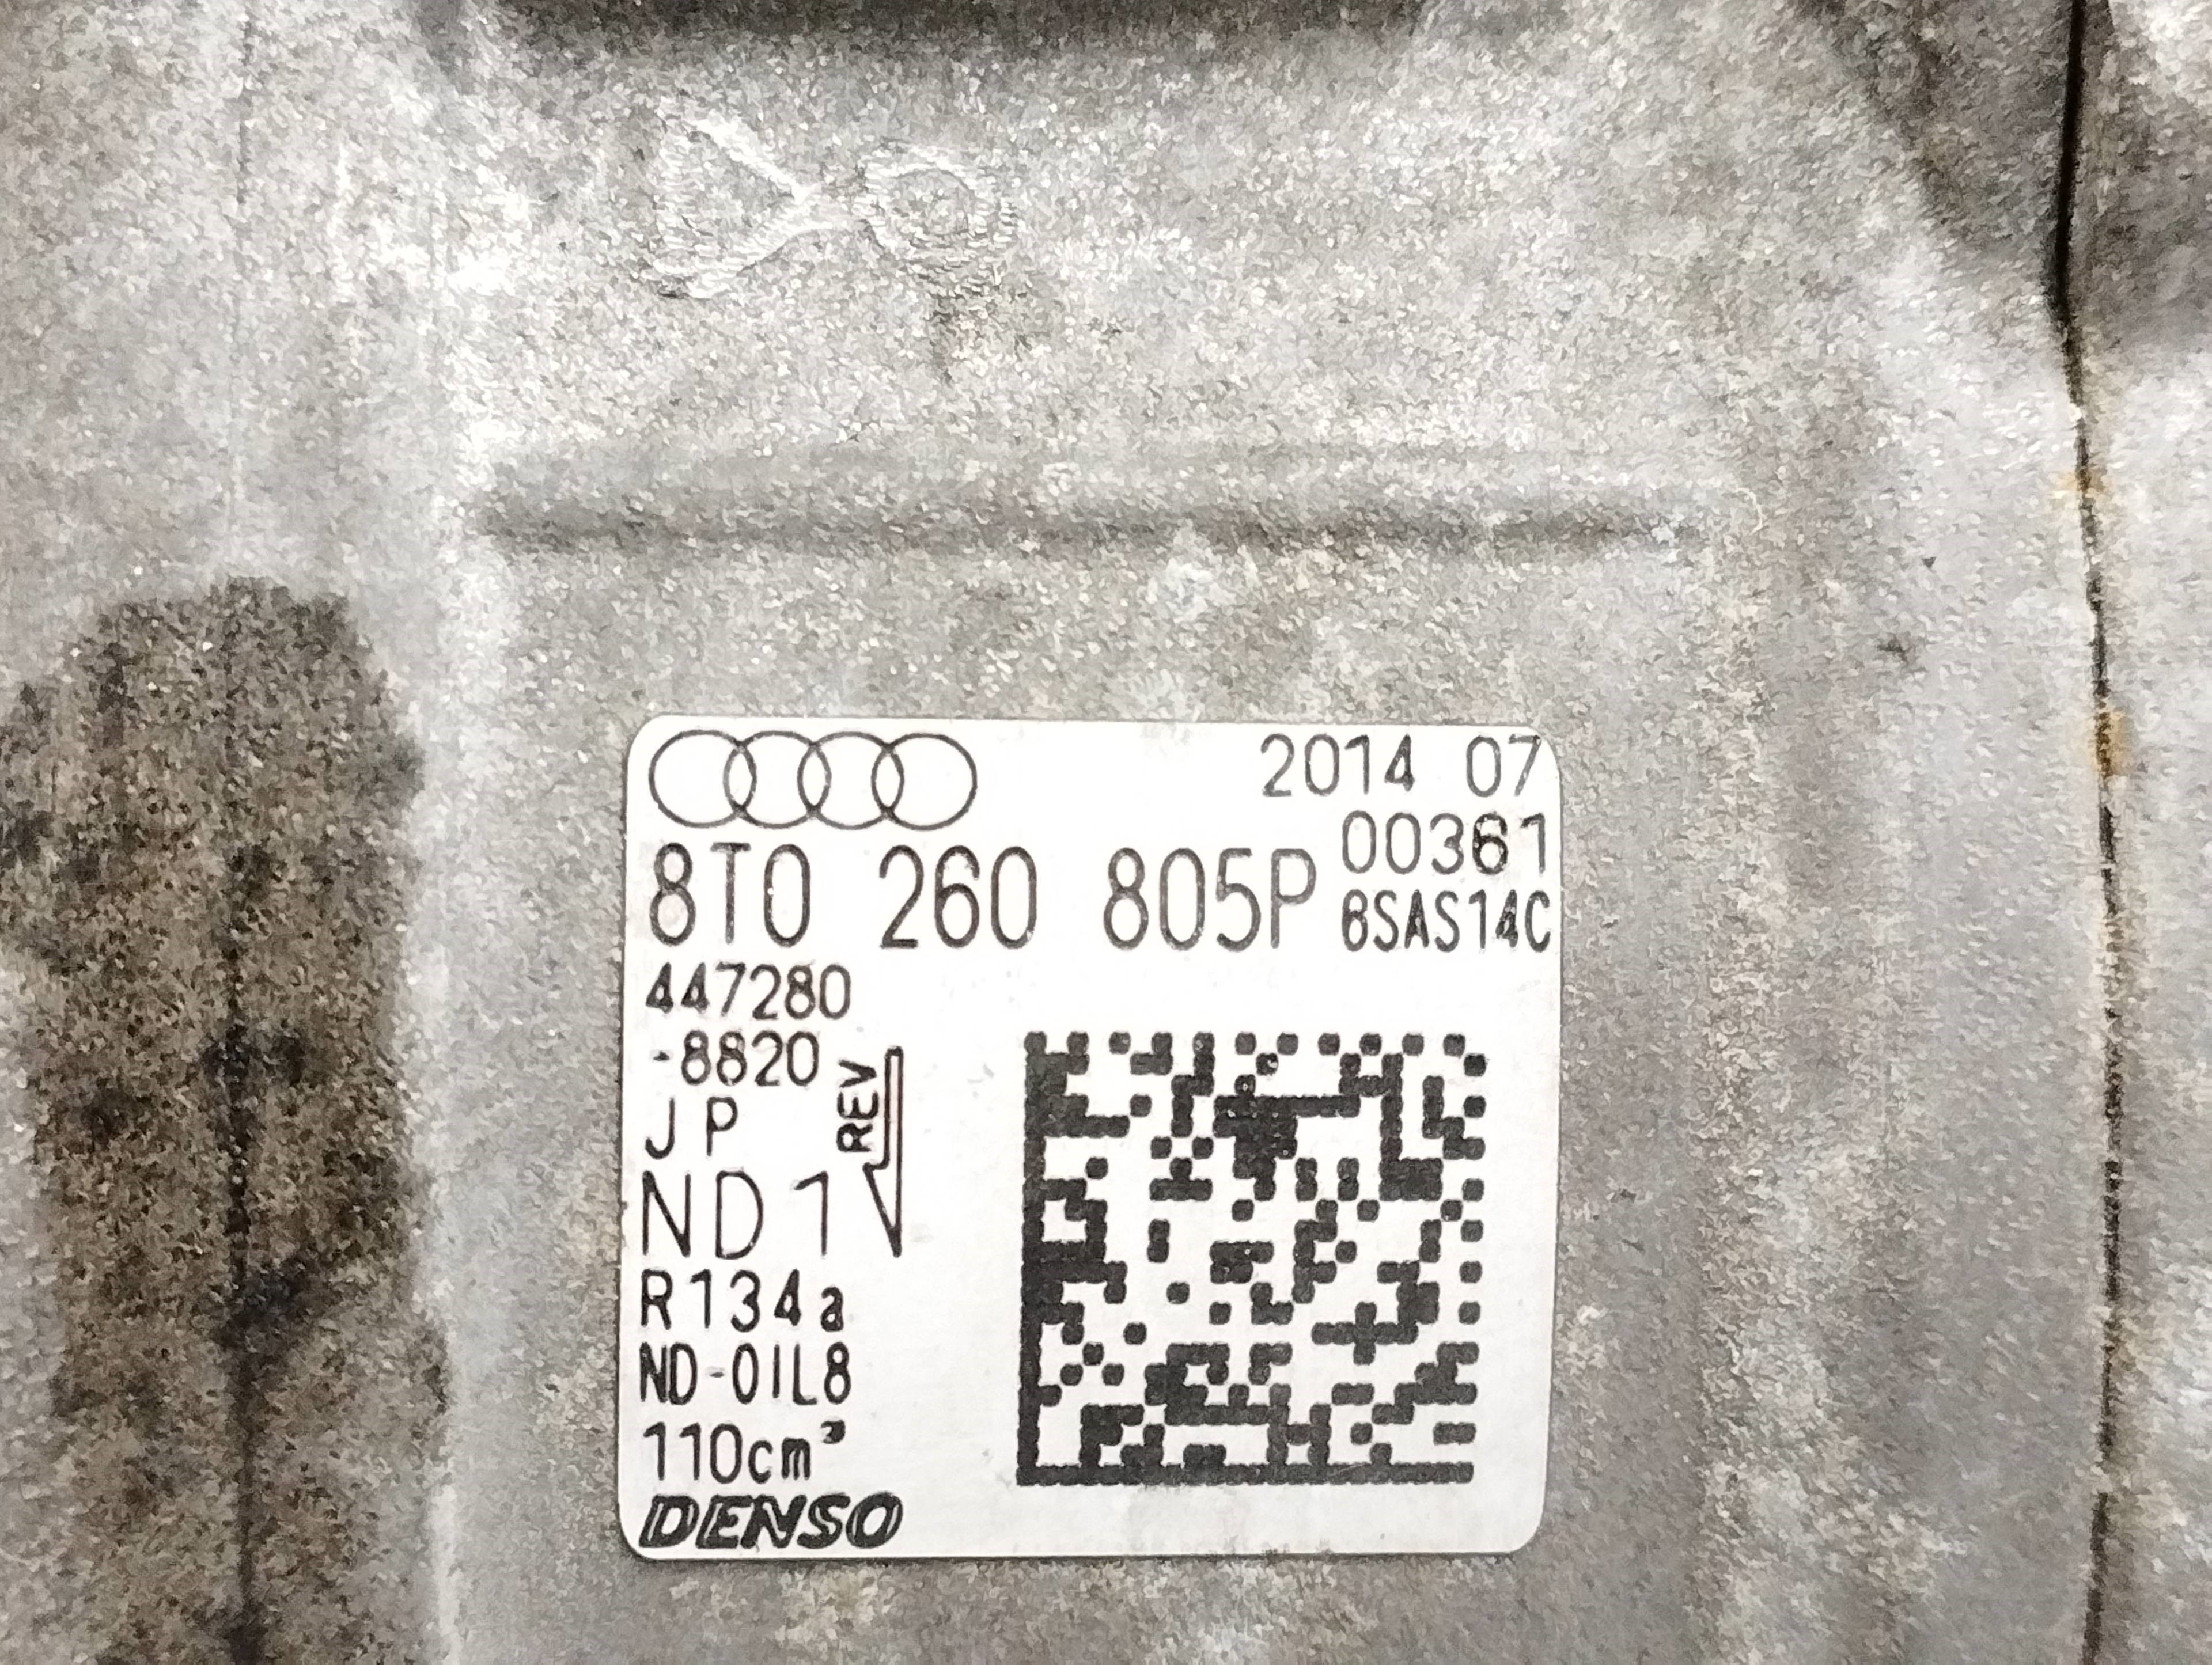 2014 07
00361
8T0 260 805P
6SAS14C
447280
-8820
REV
JP
ND1
R134a
ND-OIL8
110cm³
DENSO